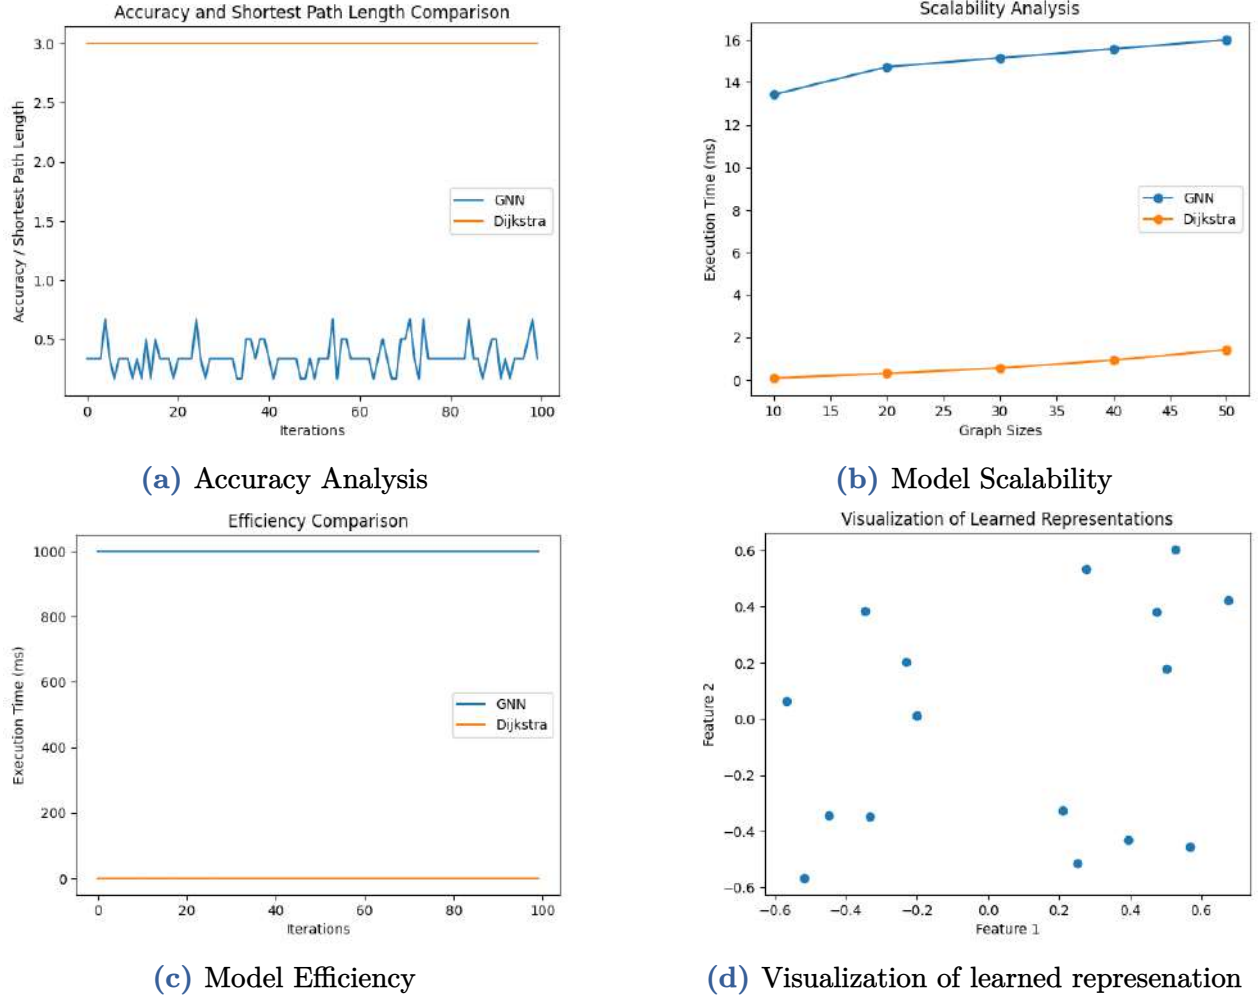 Accuracy and Shortest Path Length Comparison
3.0
2.5
2.0
1.5
1.0
0.5
Accuracy / Shortest Path Length
GNN
Dijkstra
0 20 40 60 80 100
Iterations
(a) Accuracy Analysis
Scalability Analysis
16
14
12
10
8
6
4
2
0
Execution Time (ms)
GNN
Dijkstra
10 15 20 25 30 35 40 45 50
Graph Sizes
(b) Model Scalability
Efficiency Comparison
1000
800
600
400
200
0
Execution Time (ms)
GNN
Dijkstra
0 20 40 60 80 100
Iterations
(c) Model Efficiency
Visualization of Learned Representations
0.6
0.4
0.2
0.0
−0.2
−0.4
−0.6
Feature 2
−0.6 −0.4 −0.2 0.0 0.2 0.4 0.6
Feature 1
(d) Visualization of learned represenation